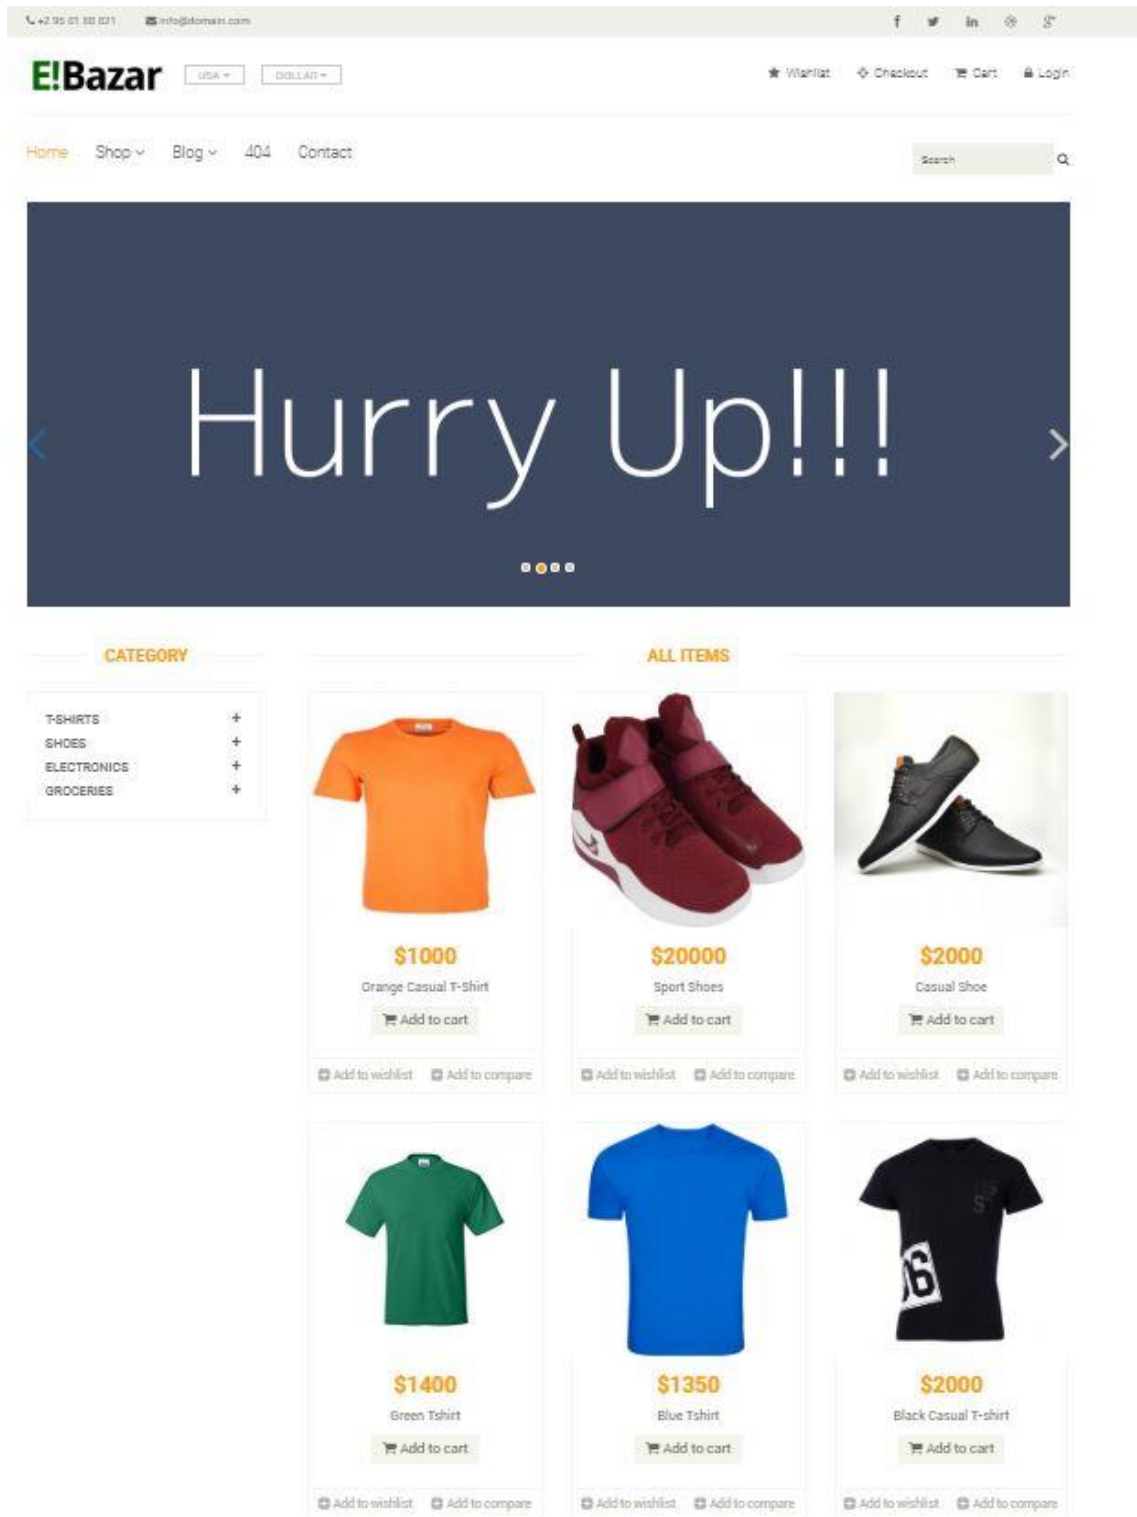 +2 95 01 88 821 info@domain.com
E!Bazar USA DOLLAR Wishlist Checkout Cart Login
Home Shop Blog 404 Contact
Search
Hurry Up!!!
CATEGORY
T-SHIRTS +
SHOES +
ELECTRONICS +
GROCERIES +
ALL ITEMS
$1000 $20000 $2000
Orange Casual T-Shirt Sport Shoes Casual Shoe
Add to cart Add to cart Add to cart
Add to wishlist Add to compare Add to wishlist Add to compare Add to wishlist Add to compare
06
$1400 $1350 $2000
Green Tshirt Blue Tshirt Black Casual T-shirt
Add to cart Add to cart Add to cart
Add to wishlist Add to compare Add to wishlist Add to compare Add to wishlist Add to compare